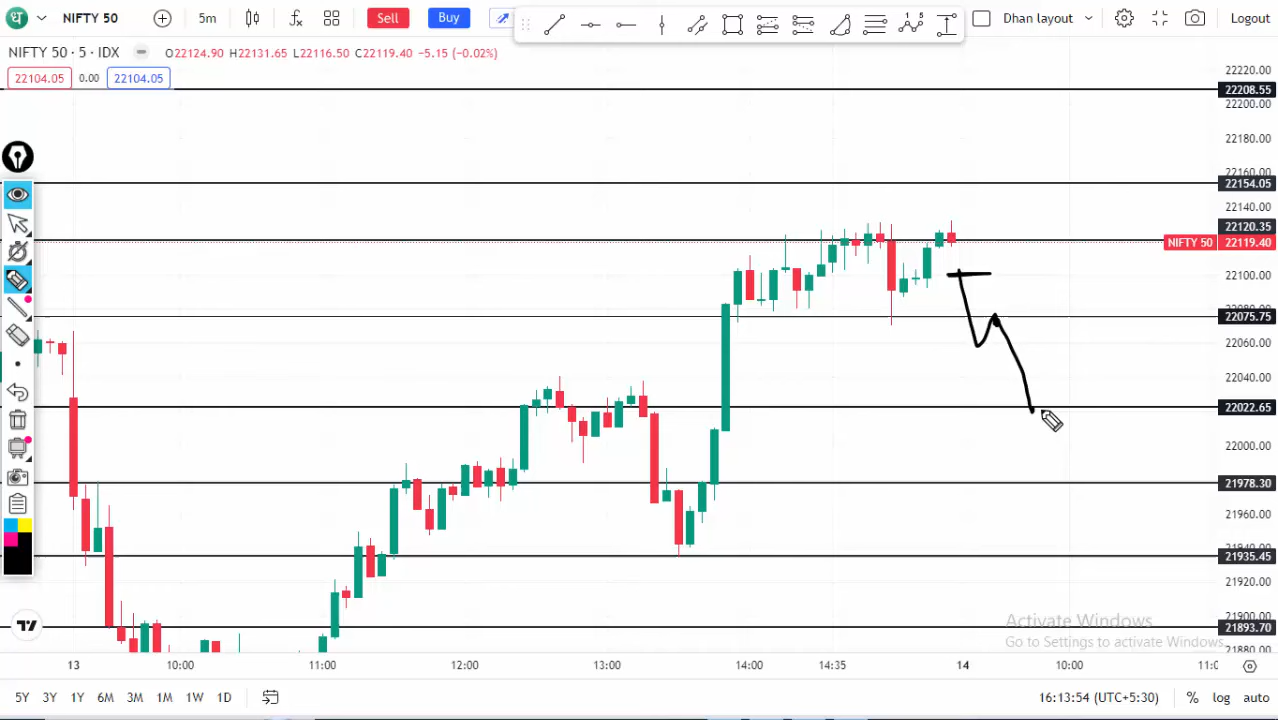 ध NIFTY 50 5m Sell Buy Dhan layout Logout
NIFTY 50 · 5 · IDX O22124.90 H22131.65 L22116.50 C22119.40 −5.15 (−0.02%)
22104.05 0.00 22104.05
22220.00
22208.55
22200.00
22180.00
22160.00
22154.05
22140.00
22120.35
NIFTY 50 22119.40
22100.00
22080.00
22075.75
22060.00
22040.00
22022.65
22000.00
21978.30
21960.00
21940.00
21935.45
21920.00
21900.00
21893.70
21880.00
Activate Windows
Go to Settings to activate Windows.
13 10:00 11:00 12:00 13:00 14:00 14:35 14 10:00 11:0
5Y 3Y 1Y 6M 3M 1M 1W 1D 16:13:54 (UTC+5:30) % log auto